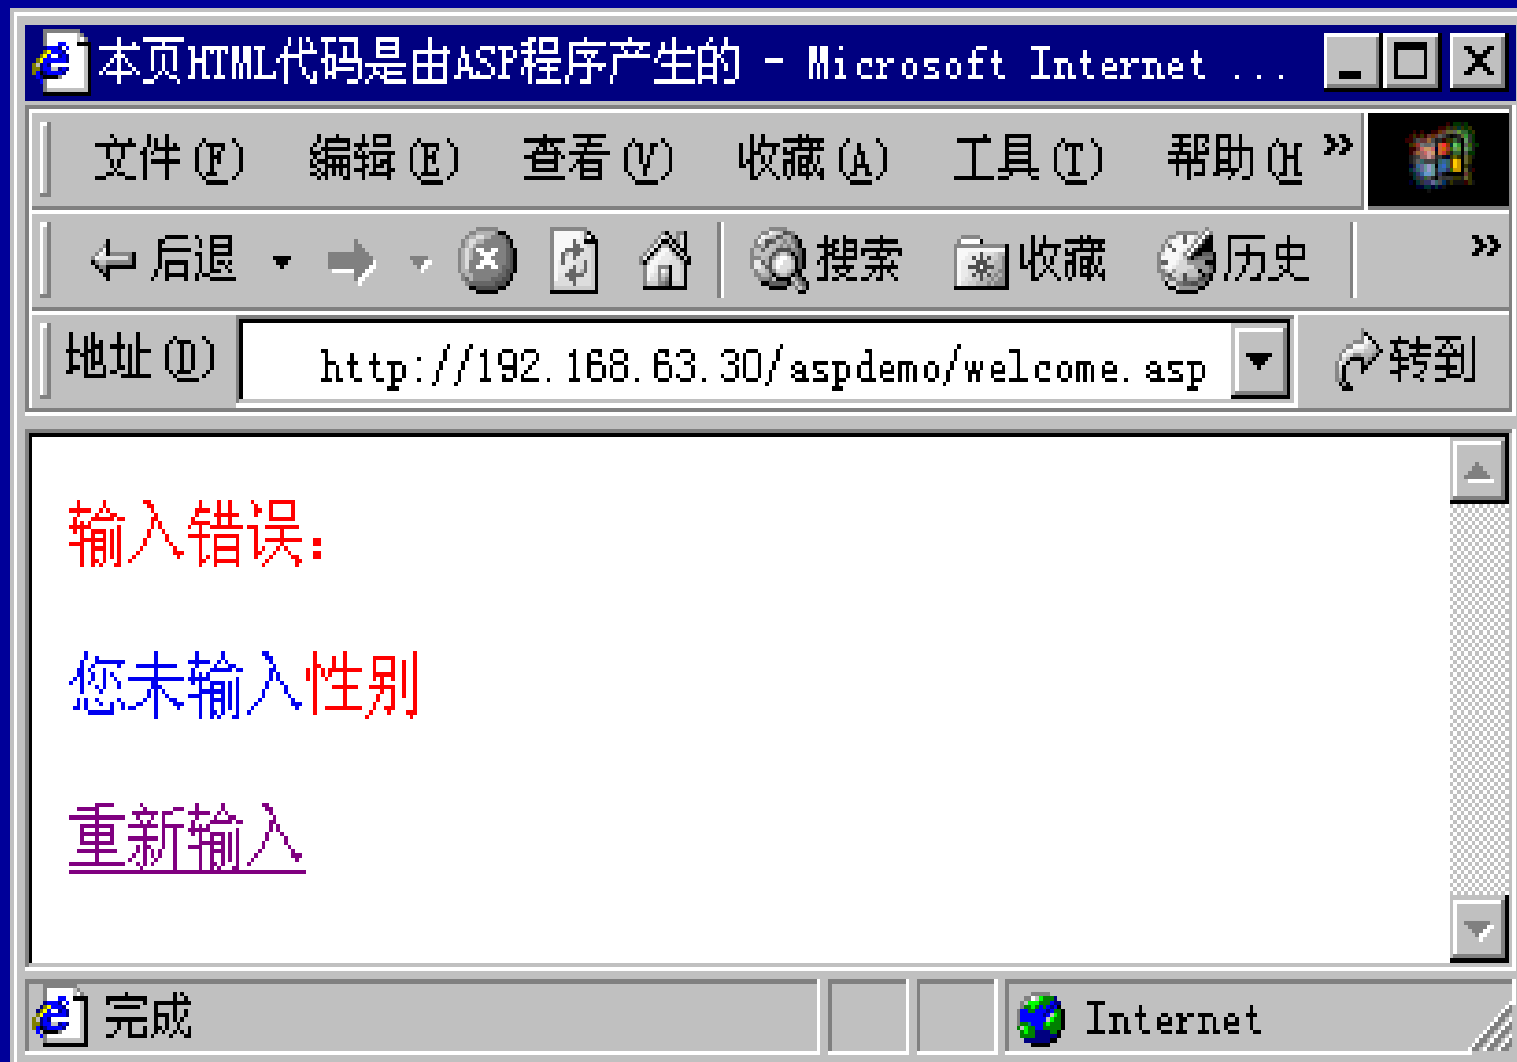 本页HTML代码是由ASP程序产生的 - Microsoft Internet ...
文件(F) 编辑(E) 查看(V) 收藏(A) 工具(T) 帮助(H »
后退 搜索 收藏 历史 »
地址(D) http://192.168.63.30/aspdemo/welcome.asp 转到
输入错误：
您未输入性别
重新输入
完成 Internet